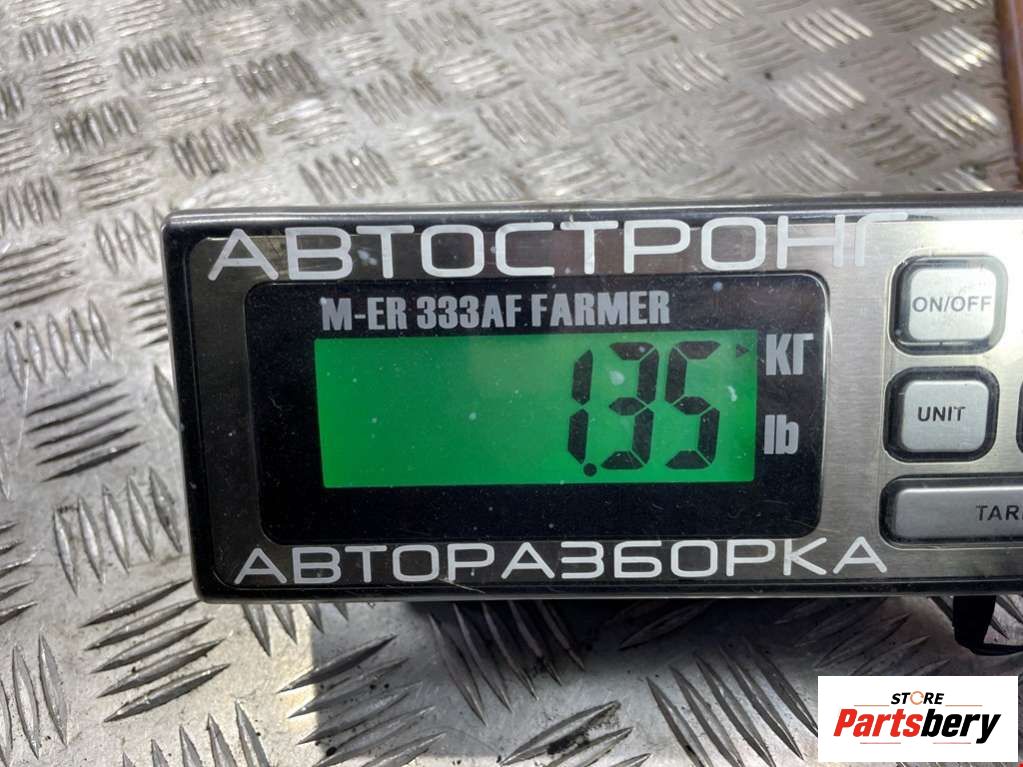 АВТОСТРОНГ
M-ER 333AF FARMER
1.35 КГ
lb
АВТОРАЗБОРКА
ON/OFF
UNIT
STORE
Partsbery